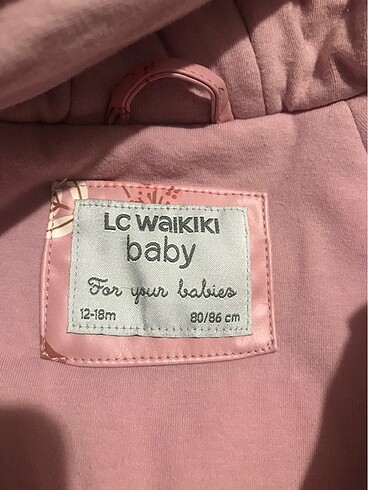 LC WAIKIKI
baby
For your babies
12-18m 80/86 cm